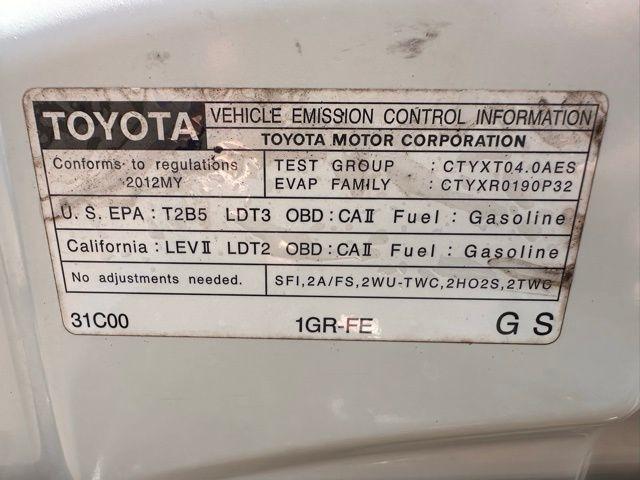 TOYOTA VEHICLE EMISSION CONTROL INFORMATION
TOYOTA MOTOR CORPORATION
Conforms to regulations
2012MY
TEST GROUP : CTYXT04.0AES
EVAP FAMILY : CTYXR0190P32
U. S. EPA : T2B5 LDT3 OBD : CAII Fuel : Gasoline
California : LEVII LDT2 OBD : CAII Fuel : Gasoline
No adjustments needed. SFI,2A/FS,2WU-TWC,2HO2S,2TWC
31C00 1GR-FE G S